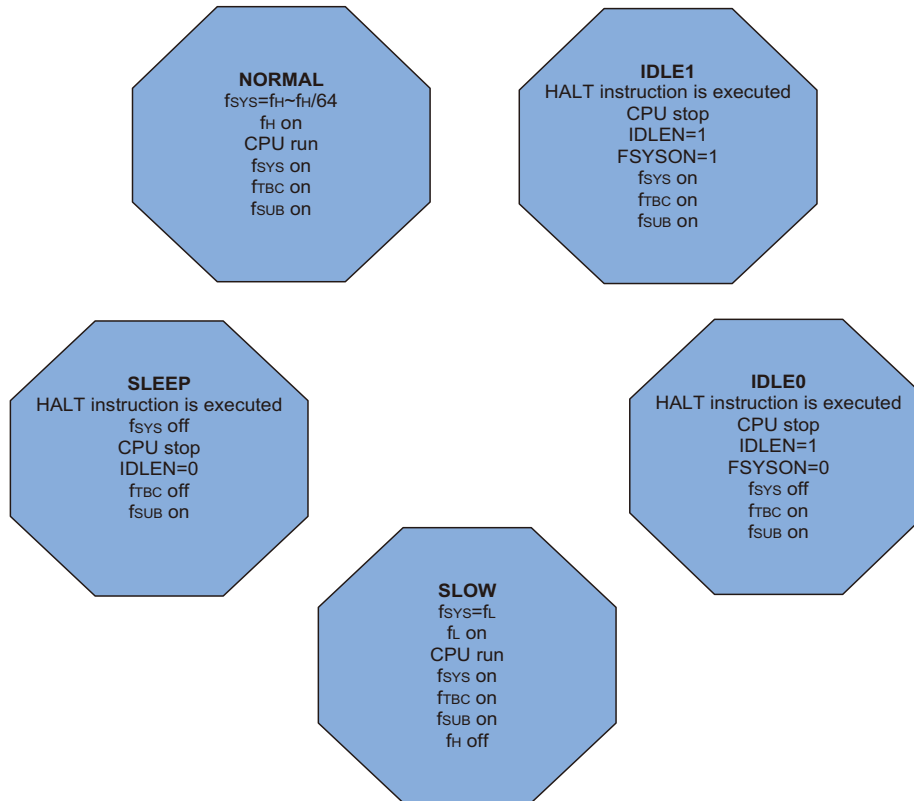 NORMAL
fSYS=fH~fH/64
fH on
CPU run
fSYS on
fTBC on
fSUB on
IDLE1
HALT instruction is executed
CPU stop
IDLEN=1
FSYSON=1
fSYS on
fTBC on
fSUB on
SLEEP
HALT instruction is executed
fSYS off
CPU stop
IDLEN=0
fTBC off
fSUB on
IDLE0
HALT instruction is executed
CPU stop
IDLEN=1
FSYSON=0
fSYS off
fTBC on
fSUB on
SLOW
fSYS=fL
fL on
CPU run
fSYS on
fTBC on
fSUB on
fH off